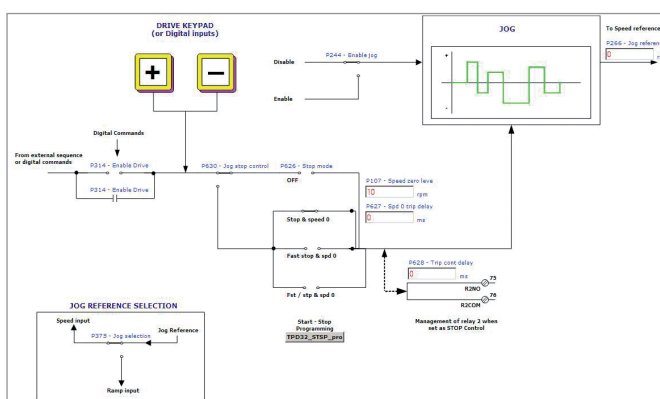 DRIVE KEYPAD
(or Digital inputs)
JOG
To Speed reference
P266 - Jog referenc
0
P244 - Enable jog
Disable
Enable
+
-
+
-
Digital Commands
From external sequence
or digital commands
P314 - Enable Drive
P314 - Enable Drive
P630 - Jog stop control
P626 - Stop mode
OFF
P107 - Speed zero leve
10
rpm
P627 - Spd 0 trip delay
0
ms
Stop & speed 0
Fast stop & spd 0
Fst / stp & spd 0
P628 - Trip cont delay
0
ms
75
R2NO
76
R2COM
Management of relay 2 when
set as STOP Control
Start - Stop
Programming
TPD32_STSP_pro
JOG REFERENCE SELECTION
Speed input
P375 - Jog selection
Jog Reference
Ramp input